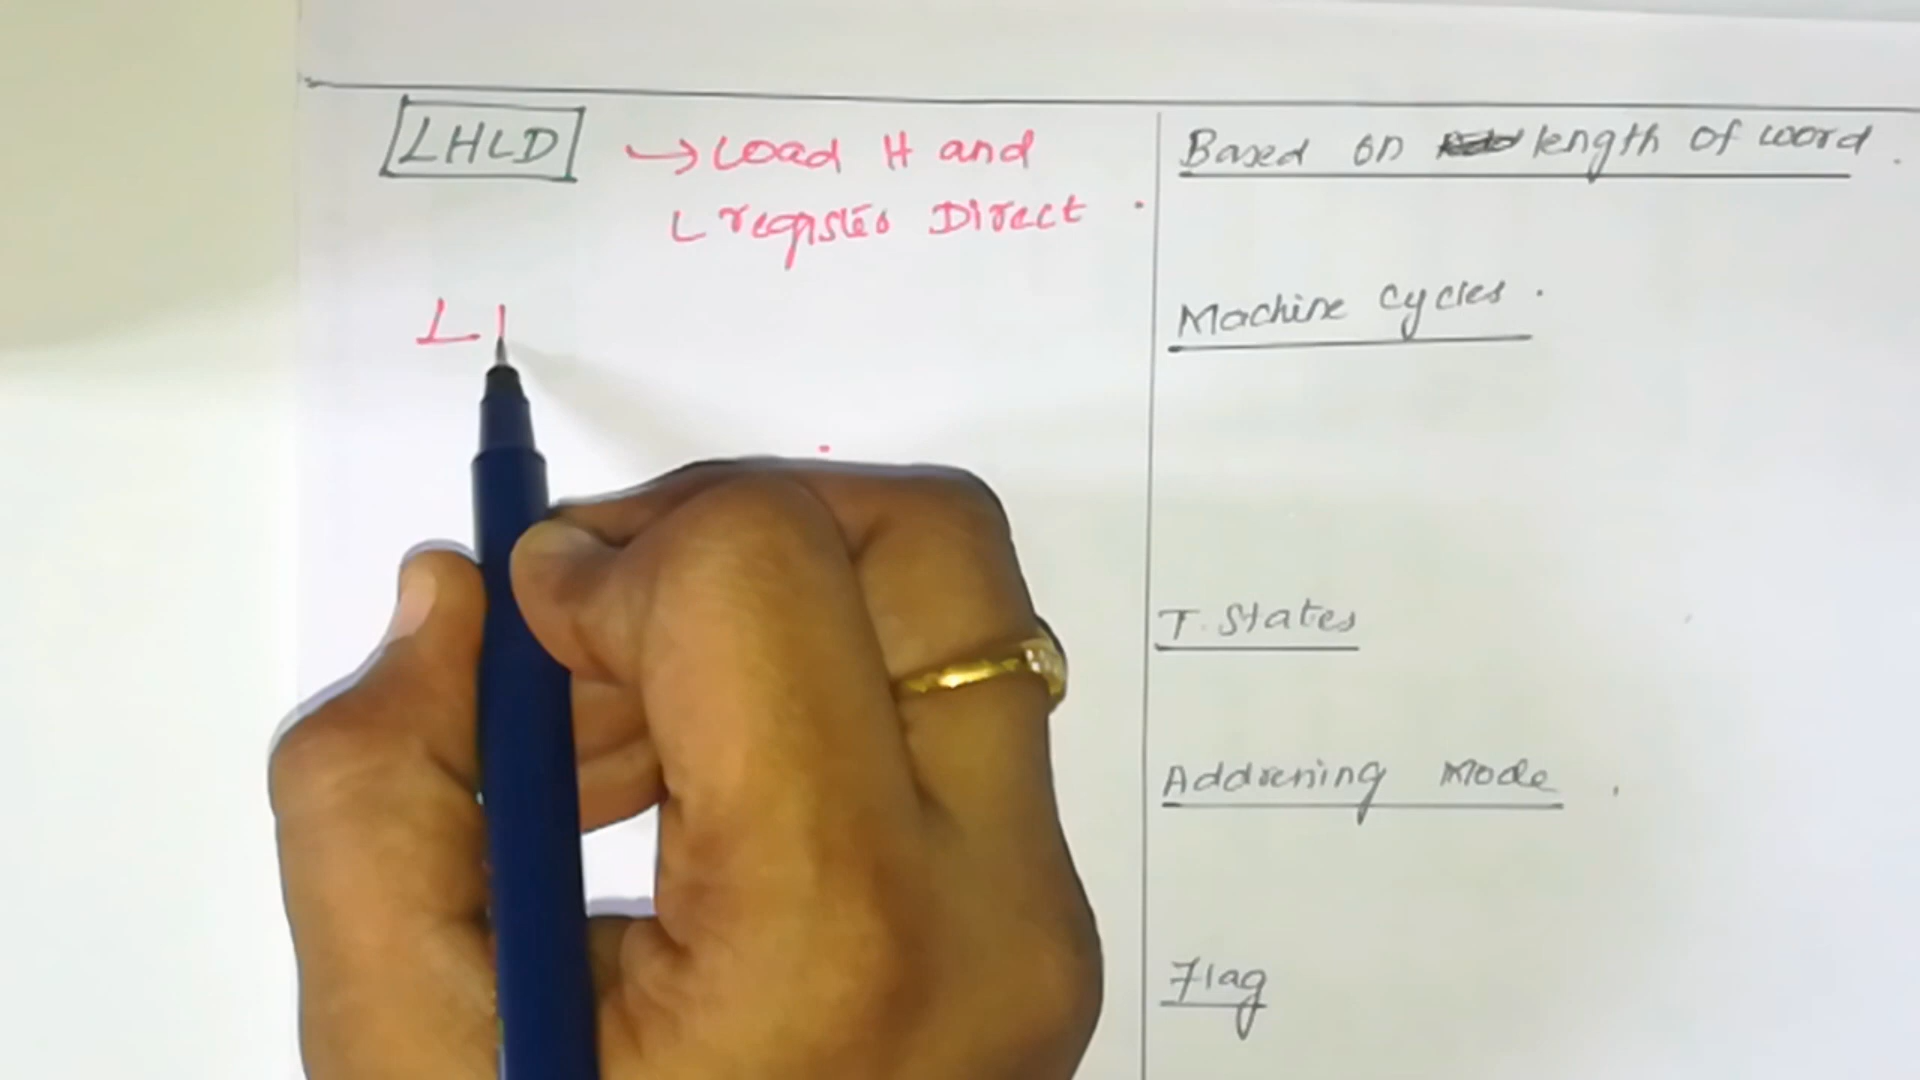 LHLD → Load H and
L register Direct .
L
Based on length of word .
Machine cycles .
T. States
Addressing Mode .
Flag